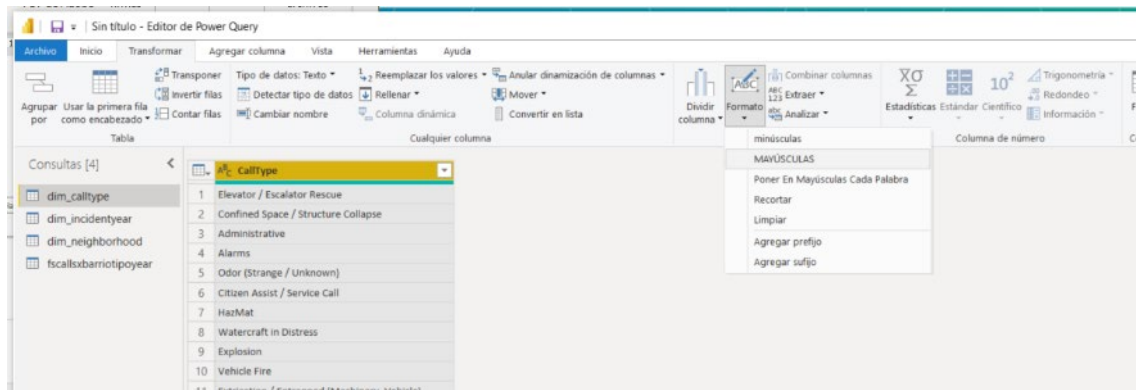 Sin título - Editor de Power Query
Archivo Inicio Transformar Agregar columna Vista Herramientas Ayuda
Agrupar por
Usar la primera fila como encabezado
Transponer
Invertir filas
Contar filas
Tabla
Tipo de datos: Texto
Detectar tipo de datos
Cambiar nombre
Reemplazar los valores
Rellenar
Columna dinámica
Anular dinamización de columnas
Mover
Convertir en lista
Cualquier columna
Dividir columna
Formato
Combinar columnas
Extraer
Analizar
Estadísticas
Estándar
Científico
Trigonometría
Redondeo
Información
Columna de número
minúsculas
MAYÚSCULAS
Poner En Mayúsculas Cada Palabra
Recortar
Limpiar
Agregar prefijo
Agregar sufijo
Consultas [4]
dim_calltype
dim_incidentyear
dim_neighborhood
fscallsxbarriotipoyear
CallType
1 Elevator / Escalator Rescue
2 Confined Space / Structure Collapse
3 Administrative
4 Alarms
5 Odor (Strange / Unknown)
6 Citizen Assist / Service Call
7 HazMat
8 Watercraft in Distress
9 Explosion
10 Vehicle Fire